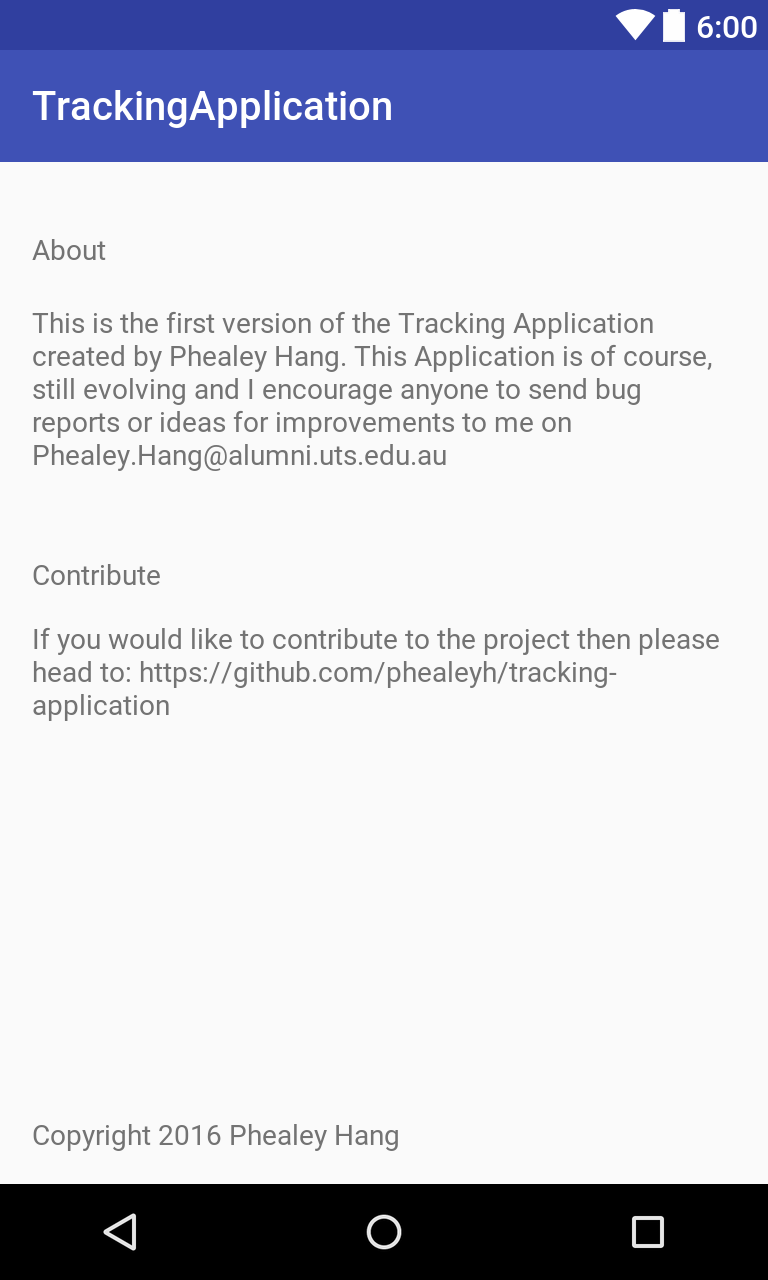 6:00
TrackingApplication
About
This is the first version of the Tracking Application
created by Phealey Hang. This Application is of course,
still evolving and I encourage anyone to send bug
reports or ideas for improvements to me on
Phealey.Hang@alumni.uts.edu.au
Contribute
If you would like to contribute to the project then please
head to: https://github.com/phealeyh/tracking-
application
Copyright 2016 Phealey Hang